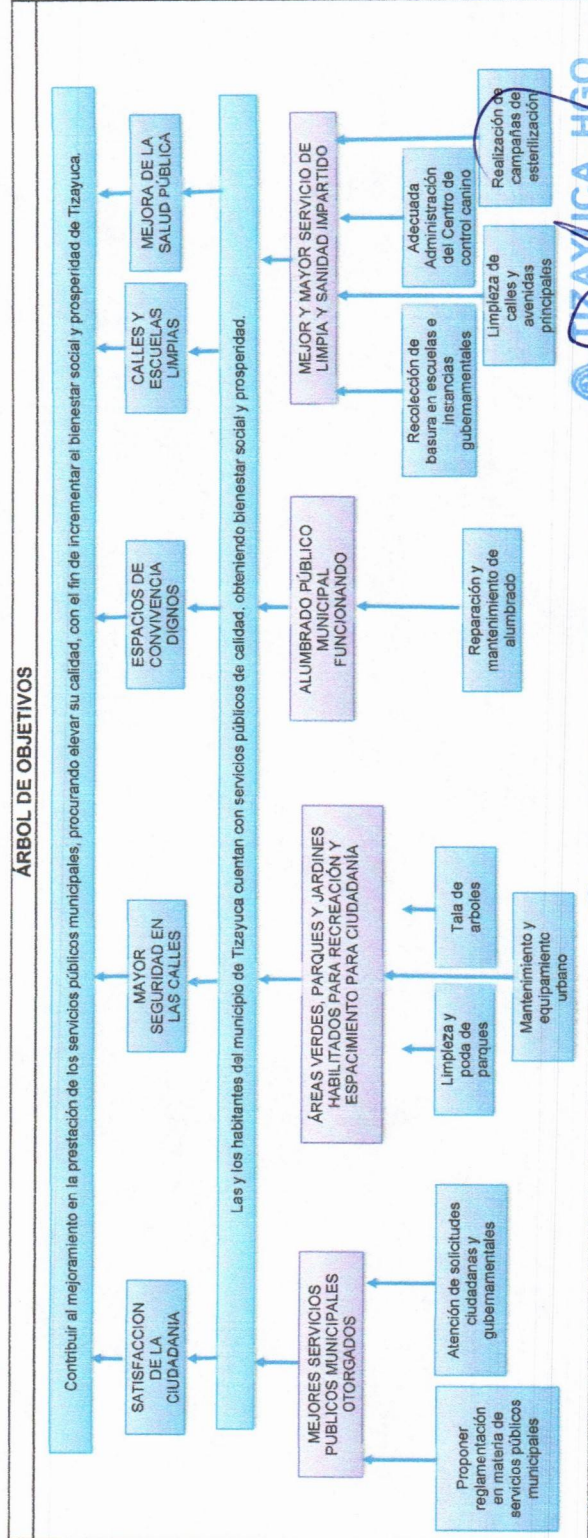 ÁRBOL DE OBJETIVOS
Contribuir al mejoramiento en la prestación de los servicios públicos municipales, procurando elevar su calidad, con el fin de incrementar el bienestar social y prosperidad de Tizayuca.
SATISFACCION
DE LA
CIUDADANIA
MAYOR
SEGURIDAD EN
LAS CALLES
ESPACIOS DE
CONVIVENCIA
DIGNOS
CALLES Y
ESCUELAS
LIMPIAS
MEJORA DE LA
SALUD PÚBLICA
Las y los habitantes del municipio de Tizayuca cuentan con servicios públicos de calidad, obteniendo bienestar social y prosperidad.
MEJORES SERVICIOS
PUBLICOS MUNICIPALES
OTORGADOS
ÁREAS VERDES, PARQUES Y JARDINES
HABILITADOS PARA RECREACIÓN Y
ESPACIMIENTO PARA CIUDADANÍA
ALUMBRADO PÚBLICO
MUNICIPAL
FUNCIONANDO
MEJOR Y MAYOR SERVICIO DE
LIMPIA Y SANIDAD IMPARTIDO
Proponer
reglamentación
en materia de
servicios públicos
municipales
Atención de solicitudes
ciudadanas y
gubernamentales
Limpieza y
poda de
parques
Mantenimiento y
equipamiento
urbano
Tala de
arboles
Reparación y
mantenimiento de
alumbrado
Recolección de
basura en escuelas e
instancias
gubernamentales
Limpleza de
calles y
avenidas
principales
Adecuada
Administración
del Centro de
control canino
Realización de
campañas de
esterilización
TIZAYUCA HGO